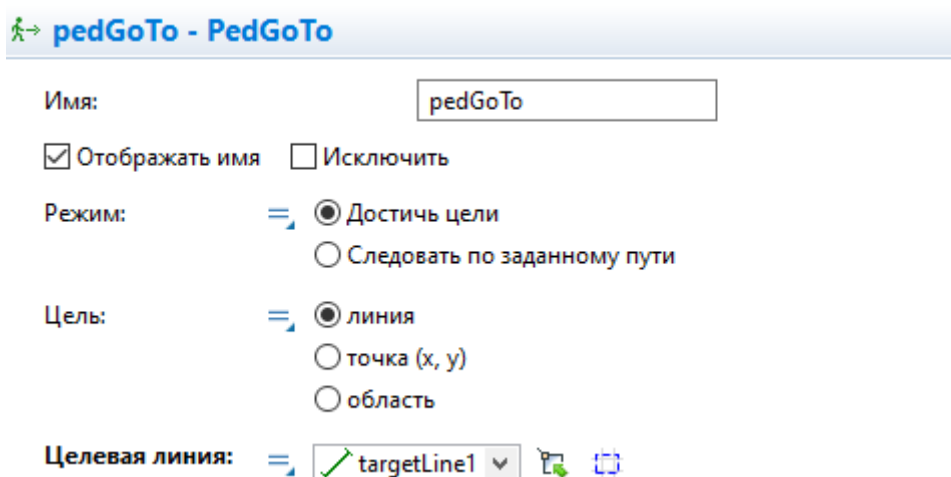 pedGoTo - PedGoTo
Имя: pedGoTo
Отображать имя Исключить
Режим: Достичь цели
Следовать по заданному пути
Цель: линия
точка (x, y)
область
Целевая линия: targetLine1